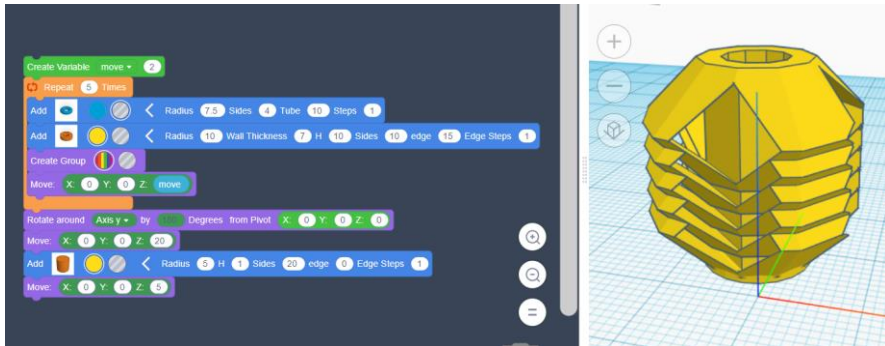 Create Variable move 2
Repeat 5 Times
Add Radius 7.5 Sides 4 Tube 10 Steps 1
Add Radius 10 Wall Thickness 7 H 10 Sides 10 edge 15 Edge Steps 1
Create Group
Move: X: 0 Y: 0 Z: move
Rotate around Axis y by 180 Degrees from Pivot X: 0 Y: 0 Z: 0
Move: X: 0 Y: 0 Z: 20
Add Radius 5 H 1 Sides 20 edge 0 Edge Steps 1
Move: X: 0 Y: 0 Z: 5